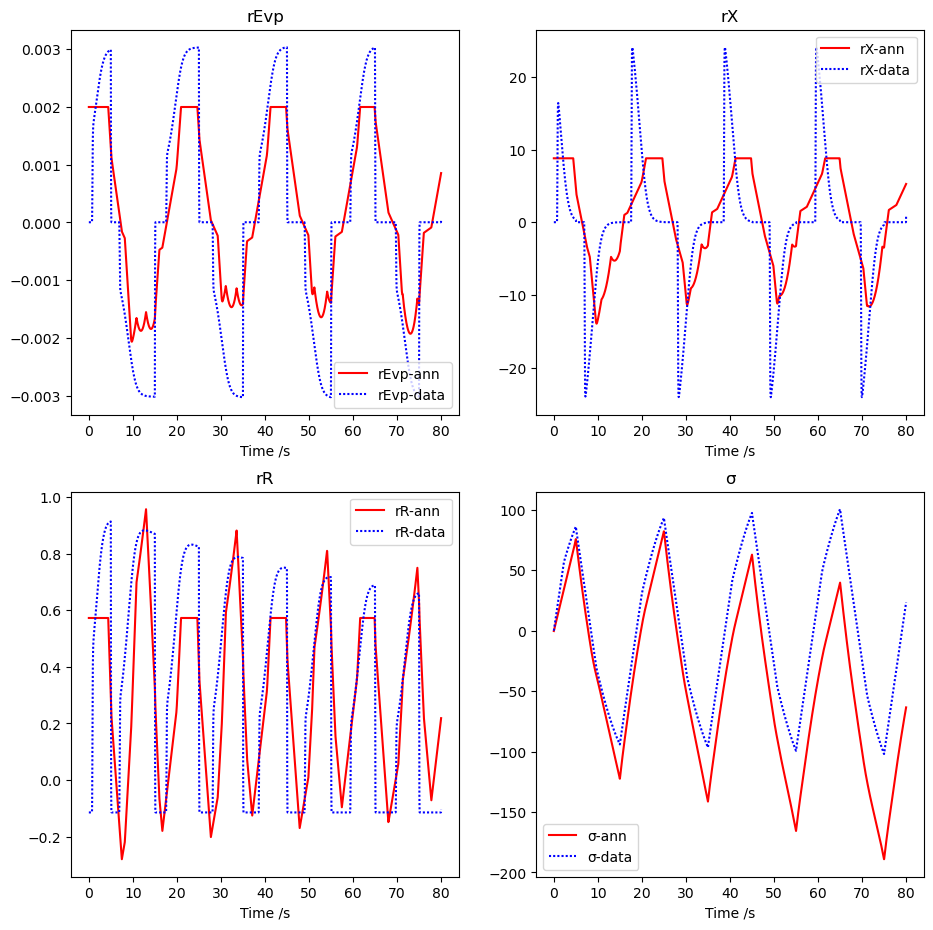 rEvp
0.003
0.002
0.001
0.000
−0.001
−0.002
−0.003
rEvp-ann
rEvp-data
0 10 20 30 40 50 60 70 80
Time /s
rX
20
10
0
−10
−20
rX-ann
rX-data
0 10 20 30 40 50 60 70 80
Time /s
rR
1.0
0.8
0.6
0.4
0.2
0.0
−0.2
rR-ann
rR-data
0 10 20 30 40 50 60 70 80
Time /s
σ
100
50
0
−50
−100
−150
−200
σ-ann
σ-data
0 10 20 30 40 50 60 70 80
Time /s